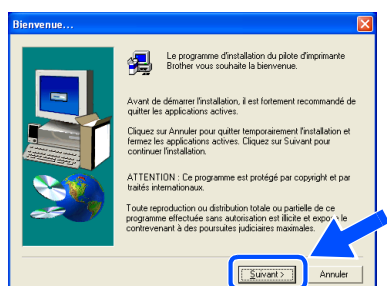 Bienvenue...
Le programme d'installation du pilote d'imprimante
Brother vous souhaite la bienvenue.
Avant de démarrer l'installation, il est fortement recommandé de
quitter les applications actives.
Cliquez sur Annuler pour quitter temporairement l'installation et
fermez les applications actives. Cliquez sur Suivant pour
continuer l'installation.
ATTENTION : Ce programme est protégé par copyright et par
traités internationaux.
Toute reproduction ou distribution totale ou partielle de ce
programme effectuée sans autorisation est illicite et expose le
contrevenant à des poursuites judiciaires maximales.
Suivant > Annuler